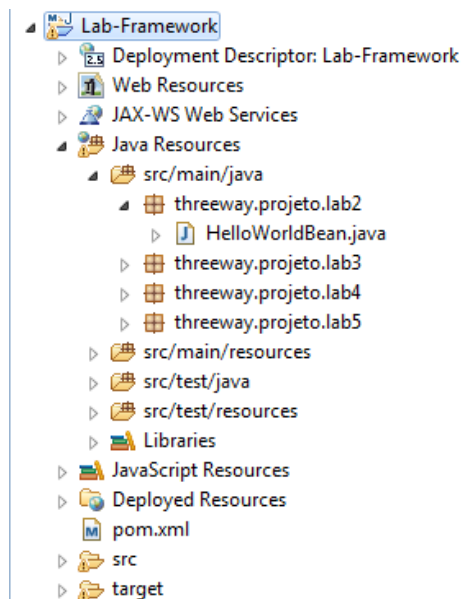 Lab-Framework
2.5 Deployment Descriptor: Lab-Framework
Web Resources
JAX-WS Web Services
Java Resources
src/main/java
threeway.projeto.lab2
J HelloWorldBean.java
threeway.projeto.lab3
threeway.projeto.lab4
threeway.projeto.lab5
src/main/resources
src/test/java
src/test/resources
Libraries
JavaScript Resources
Deployed Resources
M pom.xml
src
target